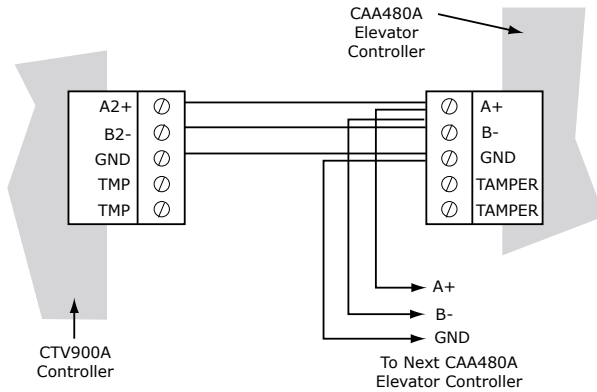 CAA480A
Elevator
Controller
A2+
B2-
GND
TMP
TMP
A+
B-
GND
TAMPER
TAMPER
A+
B-
GND
To Next CAA480A
Elevator Controller
CTV900A
Controller